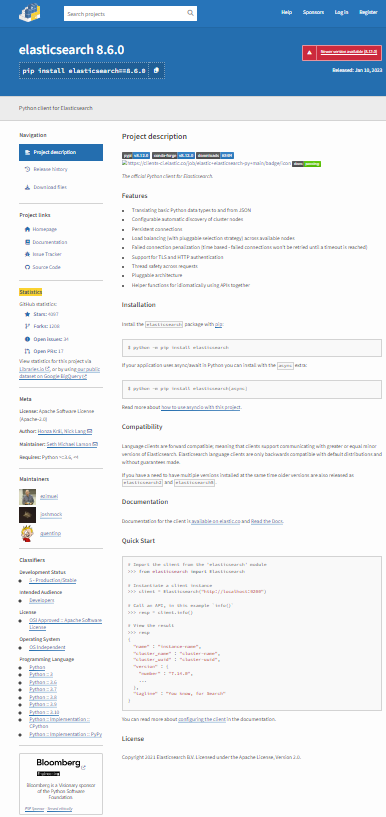 Search projects
Help Sponsors Log in Register
elasticsearch 8.6.0
pip install elasticsearch==8.6.0
Newer version available (8.13.0)
Released: Jan 10, 2023
Python client for Elasticsearch
Navigation
Project description
Release history
Download files
Project links
Homepage
Documentation
Issue Tracker
Source Code
Statistics
GitHub statistics:
Stars: 4097
Forks: 1200
Open issues: 34
Open PRs: 17
View statistics for this project via
Libraries.io, or by using our public
dataset on Google BigQuery
Meta
License: Apache Software License
(Apache-2.0)
Author: Honza Král, Nick Lang
Maintainer: Seth Michael Larson
Requires: Python >=3.6, <4
Maintainers
ezimuel
joshmock
quentinp
Classifiers
Development Status
5 - Production/Stable
Intended Audience
Developers
License
OSI Approved :: Apache Software
License
Operating System
OS Independent
Programming Language
Python
Python :: 3
Python :: 3.6
Python :: 3.7
Python :: 3.8
Python :: 3.9
Python :: 3.10
Python :: Implementation ::
CPython
Python :: Implementation :: PyPy
Bloomberg
Engineering
Bloomberg is a Visionary sponsor
of the Python Software
Foundation.
PSF Sponsor · Served ethically
Project description
pypi v8.13.0 conda-forge v8.13.0 downloads
docs passing
The official Python client for Elasticsearch.
Features
Translating basic Python data types to and from JSON
Configurable automatic discovery of cluster nodes
Persistent connections
Load balancing (with pluggable selection strategy) across available nodes
Failed connection penalization (time based - failed connections won't be retried until a timeout is reached)
Support for TLS and HTTP authentication
Thread safety across requests
Pluggable architecture
Helper functions for idiomatically using APIs together
Installation
Install the elasticsearch package with pip:
$ python -m pip install elasticsearch
If your application uses async/await in Python you can install with the async extra:
$ python -m pip install elasticsearch[async]
Read more about how to use asyncio with this project.
Compatibility
Language clients are forward compatible; meaning that clients support communicating with greater or equal minor
versions of Elasticsearch. Elasticsearch language clients are only backwards compatible with default distributions and
without guarantees made.
If you have a need to have multiple versions installed at the same time older versions are also released as
elasticsearch2 and elasticsearch5.
Documentation
Documentation for the client is available on elastic.co and Read the Docs.
Quick Start
# Import the client from the 'elasticsearch' module
>>> from elasticsearch import Elasticsearch
# Instantiate a client instance
>>> client = Elasticsearch("http://localhost:9200")
# Call an API, in this example `info()`
>>> resp = client.info()
# View the result
>>> resp
{
"name" : "instance-name",
"cluster_name" : "cluster-name",
"cluster_uuid" : "cluster-uuid",
"version" : {
"number" : "7.14.0",
...
},
"tagline" : "You know, for Search"
}
You can read more about configuring the client in the documentation.
License
Copyright 2021 Elasticsearch B.V. Licensed under the Apache License, Version 2.0.